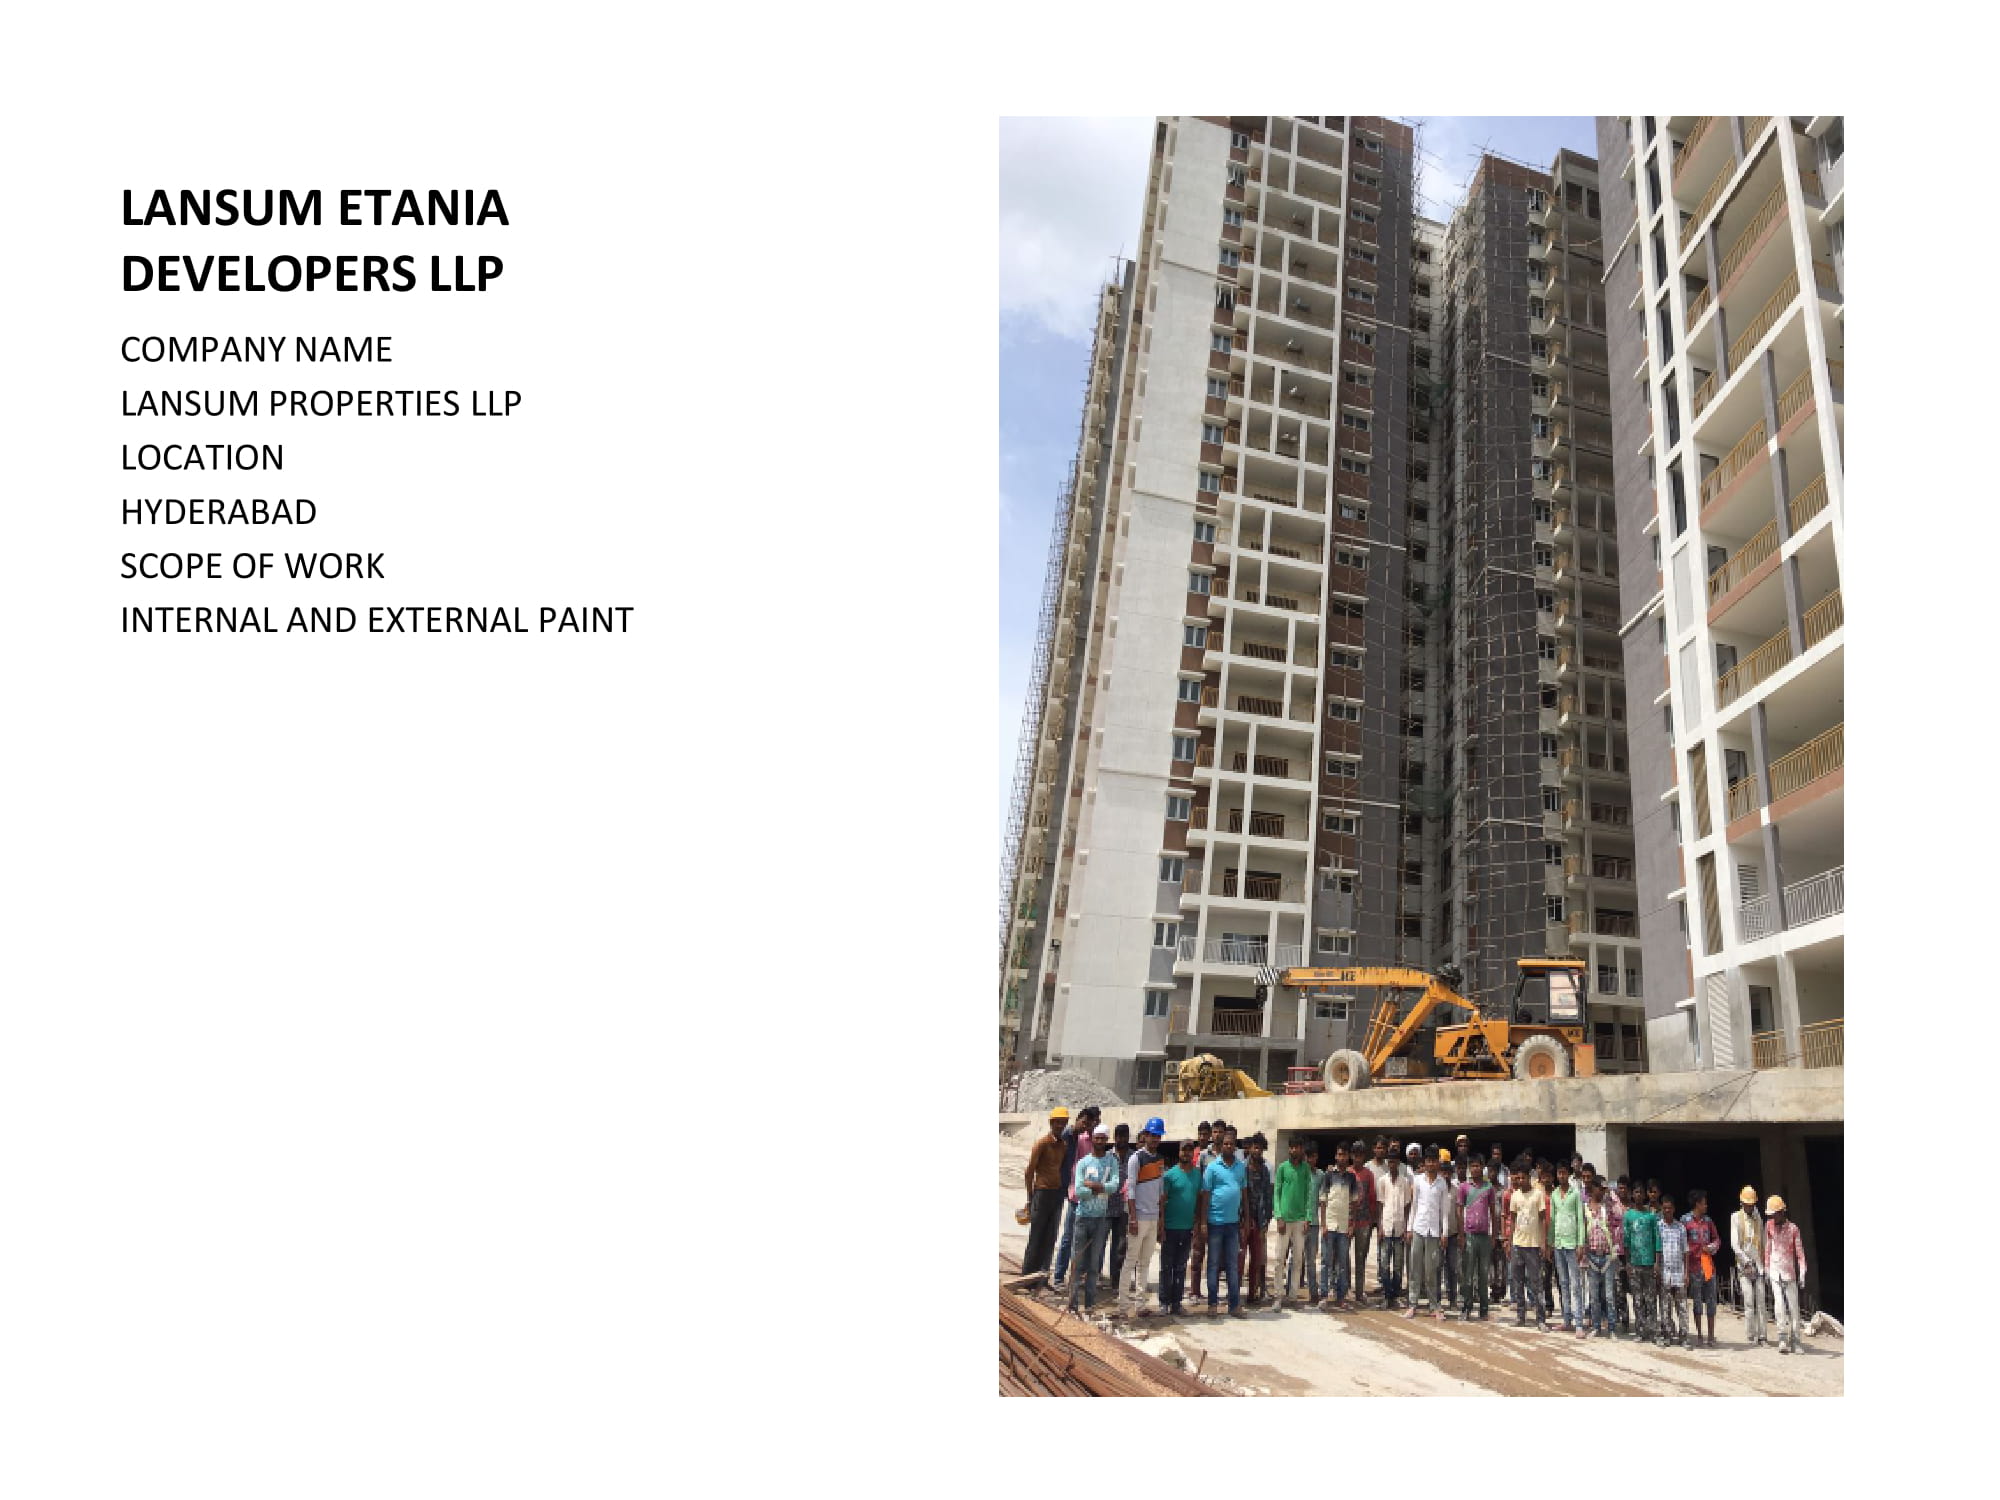 LANSUM ETANIA
DEVELOPERS LLP
COMPANY NAME
LANSUM PROPERTIES LLP
LOCATION
HYDERABAD
SCOPE OF WORK
INTERNAL AND EXTERNAL PAINT